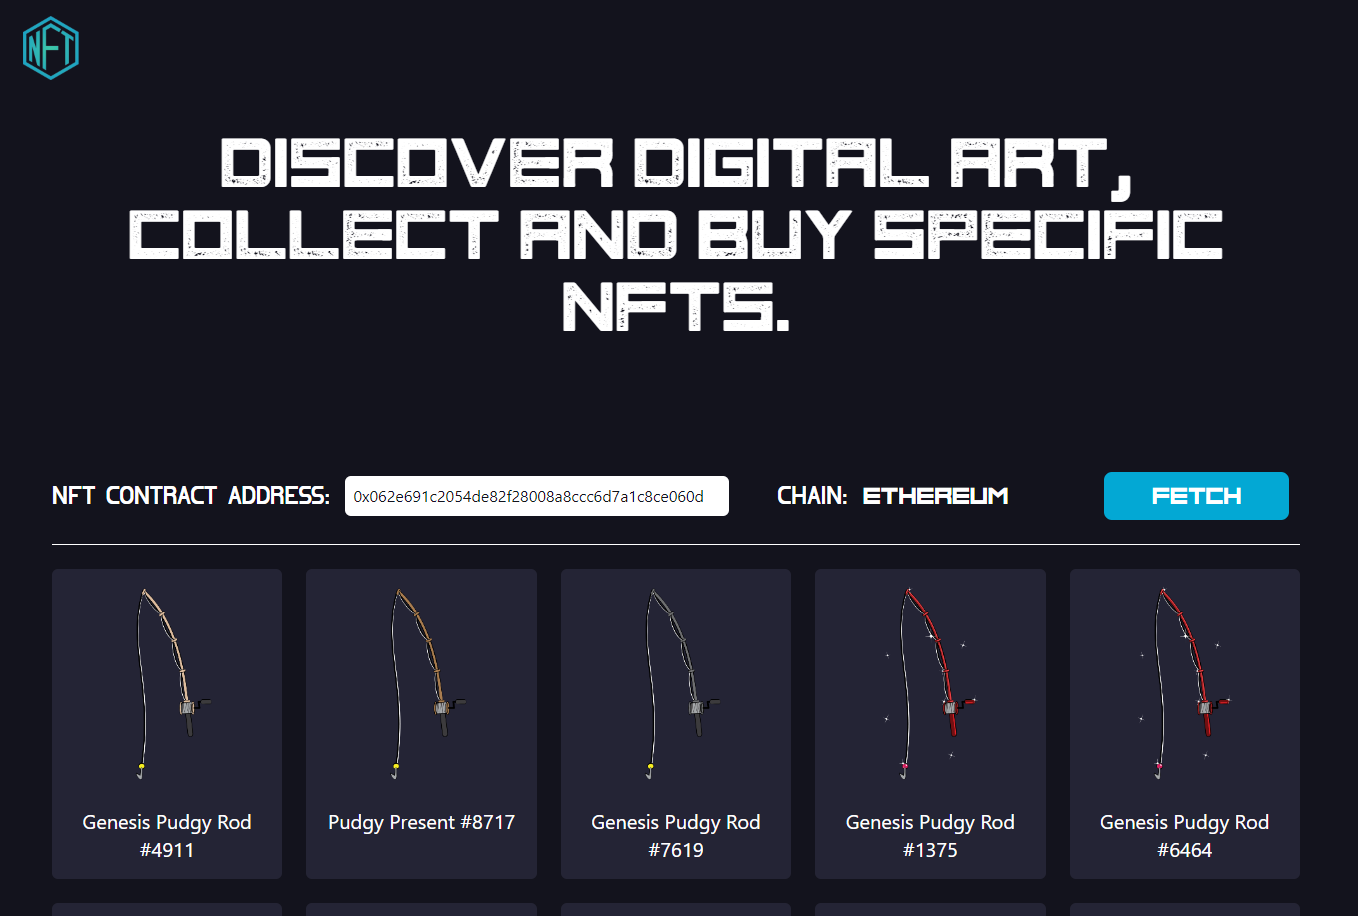 NFT
DISCOVER DIGITAL ART,
COLLECT AND BUY SPECIFIC
NFTS.
NFT CONTRACT ADDRESS: 0x062e691c2054de82f28008a8ccc6d7a1c8ce060d CHAIN: ETHEREUM FETCH
Genesis Pudgy Rod
#4911
Pudgy Present #8717
Genesis Pudgy Rod
#7619
Genesis Pudgy Rod
#1375
Genesis Pudgy Rod
#6464